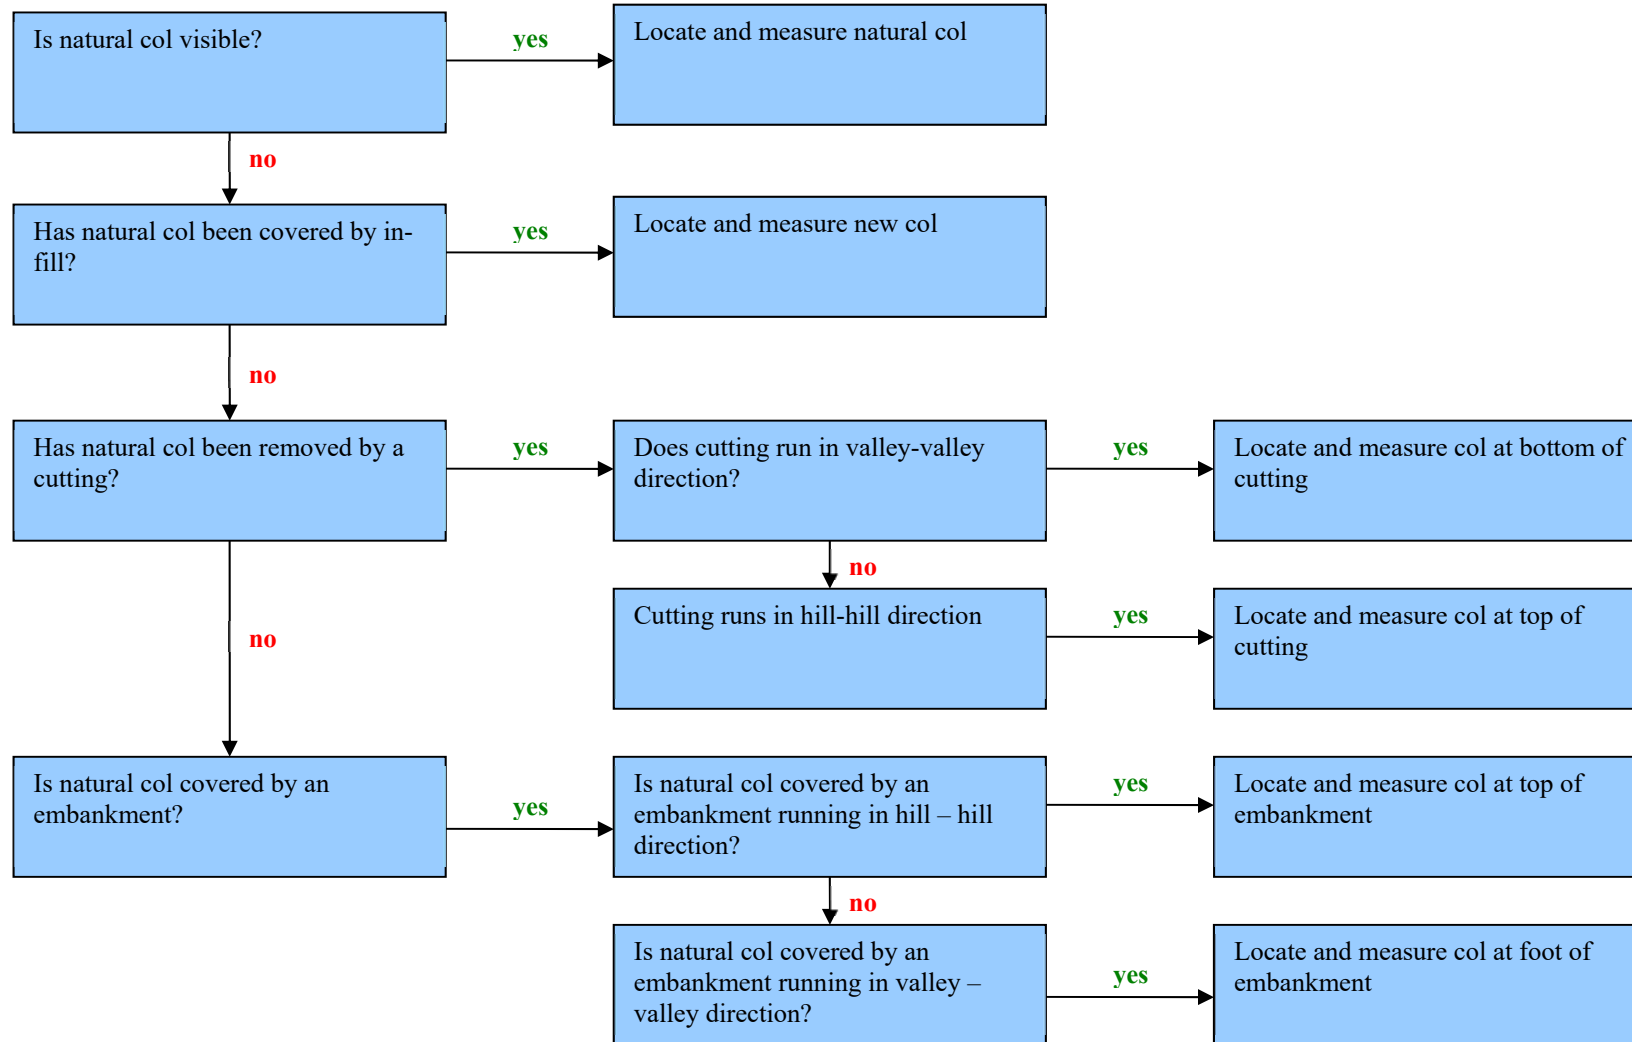 Is natural col visible?
yes
Locate and measure natural col
no
Has natural col been covered by in-
fill?
yes
Locate and measure new col
no
Has natural col been removed by a
cutting?
yes
Does cutting run in valley-valley
direction?
yes
Locate and measure col at bottom of
cutting
no
Cutting runs in hill-hill direction
yes
Locate and measure col at top of
cutting
no
Is natural col covered by an
embankment?
yes
Is natural col covered by an
embankment running in hill – hill
direction?
yes
Locate and measure col at top of
embankment
no
Is natural col covered by an
embankment running in valley –
valley direction?
yes
Locate and measure col at foot of
embankment